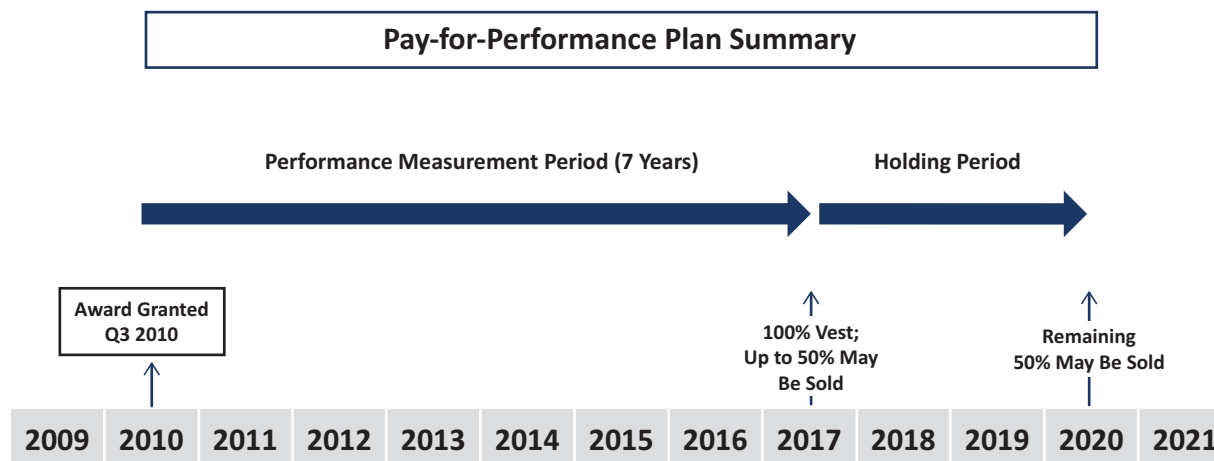 Pay-for-Performance Plan Summary
Performance Measurement Period (7 Years)
Holding Period
Award Granted
Q3 2010
100% Vest;
Up to 50% May
Be Sold
Remaining
50% May Be Sold
2009 2010 2011 2012 2013 2014 2015 2016 2017 2018 2019 2020 2021